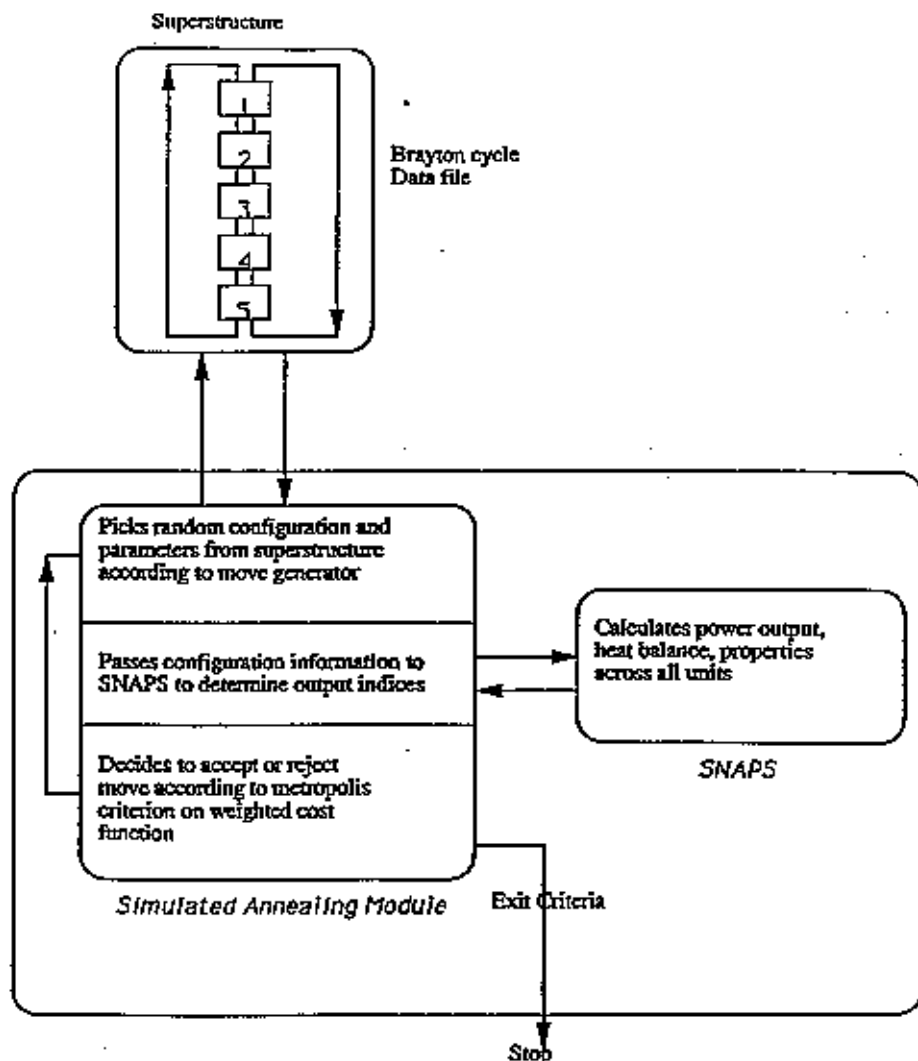 Superstructure
1
2
3
4
5
Brayton cycle
Data file
Picks random configuration and
parameters from superstructure
according to move generator
Passes configuration information to
SNAPS to determine output indices
Decides to accept or reject
move according to metropolis
criterion on weighted cost
function
Simulated Annealing Module
Calculates power output,
heat balance, properties
across all units
SNAPS
Exit Criteria
Stop